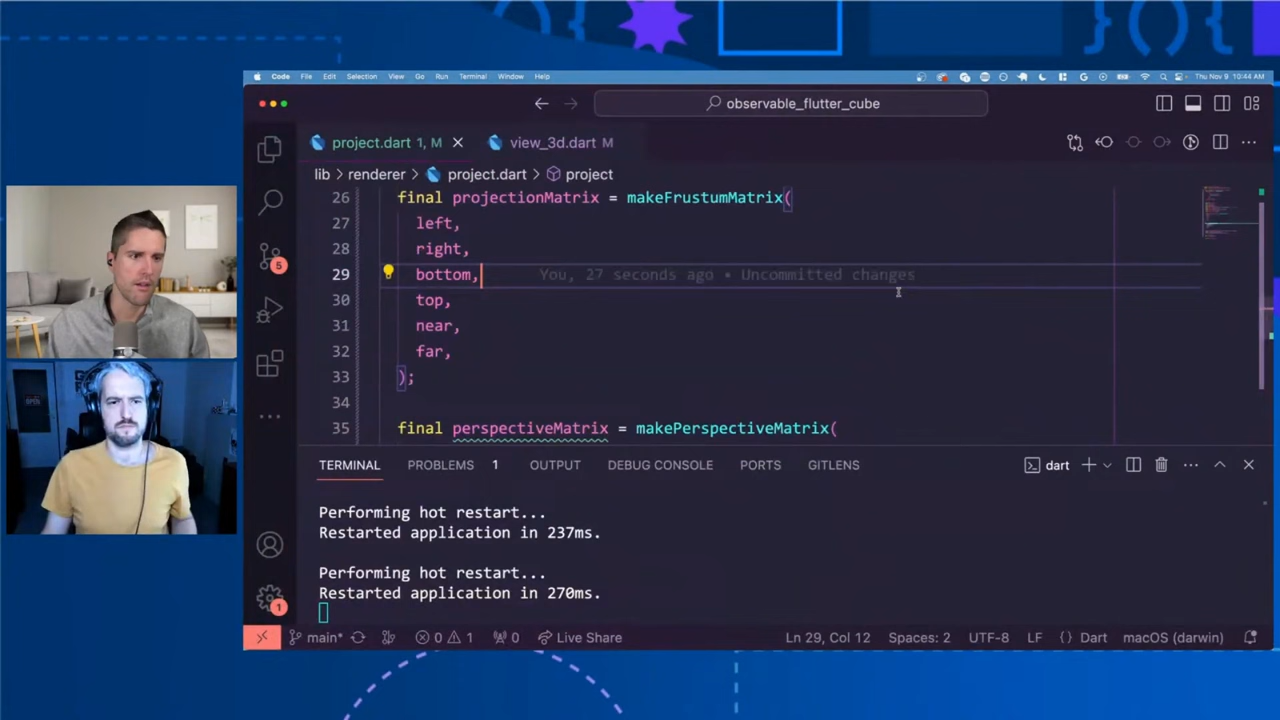 Code File Edit Selection View Go Run Terminal Window Help Thu Nov 9 10:44 AM
observable_flutter_cube
project.dart 1, M view_3d.dart M
lib > renderer > project.dart > project
26 final projectionMatrix = makeFrustumMatrix(
27 left,
28 right,
29 bottom, You, 27 seconds ago • Uncommitted changes
30 top,
31 near,
32 far,
33 );
34
35 final perspectiveMatrix = makePerspectiveMatrix(
5
TERMINAL PROBLEMS 1 OUTPUT DEBUG CONSOLE PORTS GITLENS dart
Performing hot restart...
Restarted application in 237ms.
Performing hot restart...
Restarted application in 270ms.
1
main* 0 1 0 Live Share Ln 29, Col 12 Spaces: 2 UTF-8 LF {} Dart macOS (darwin)
OPEN